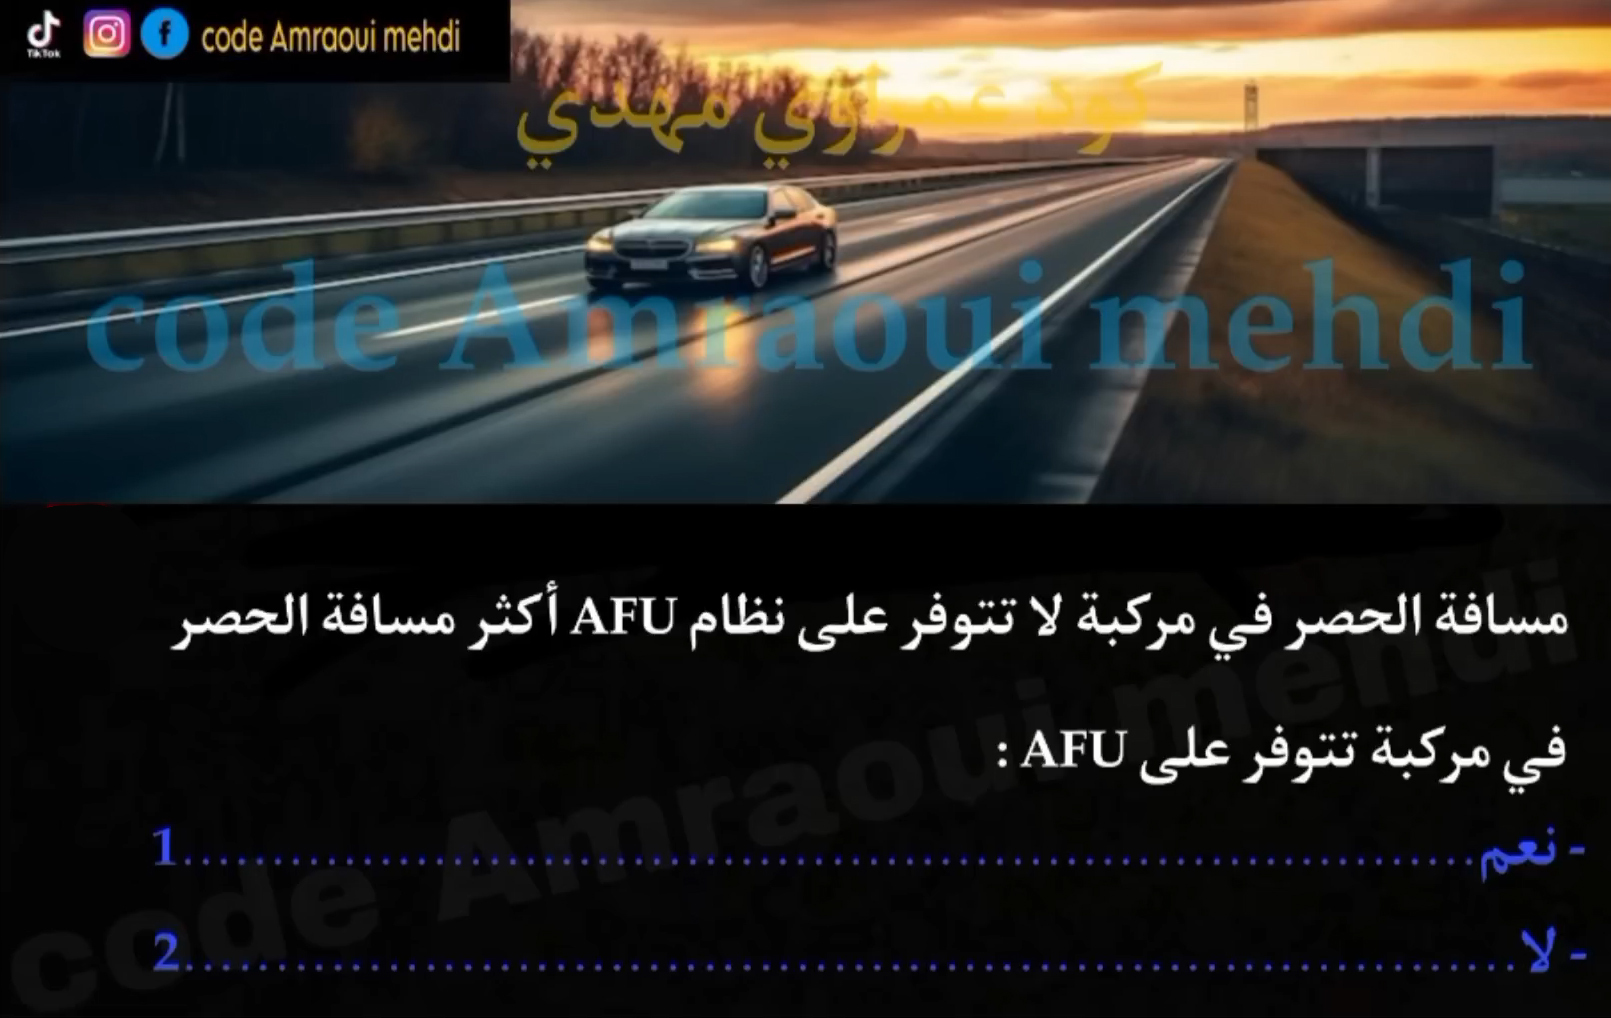 TikTok
code Amraoui mehdi
كود عمراوي مهدي
code Amraoui mehdi
مسافة الحصر في مركبة لا تتوفر على نظام AFU أكثر مسافة الحصر
في مركبة تتوفر على AFU :
- نعم ........................................................ 1
- لا ........................................................ 2
code Amraoui mehdi